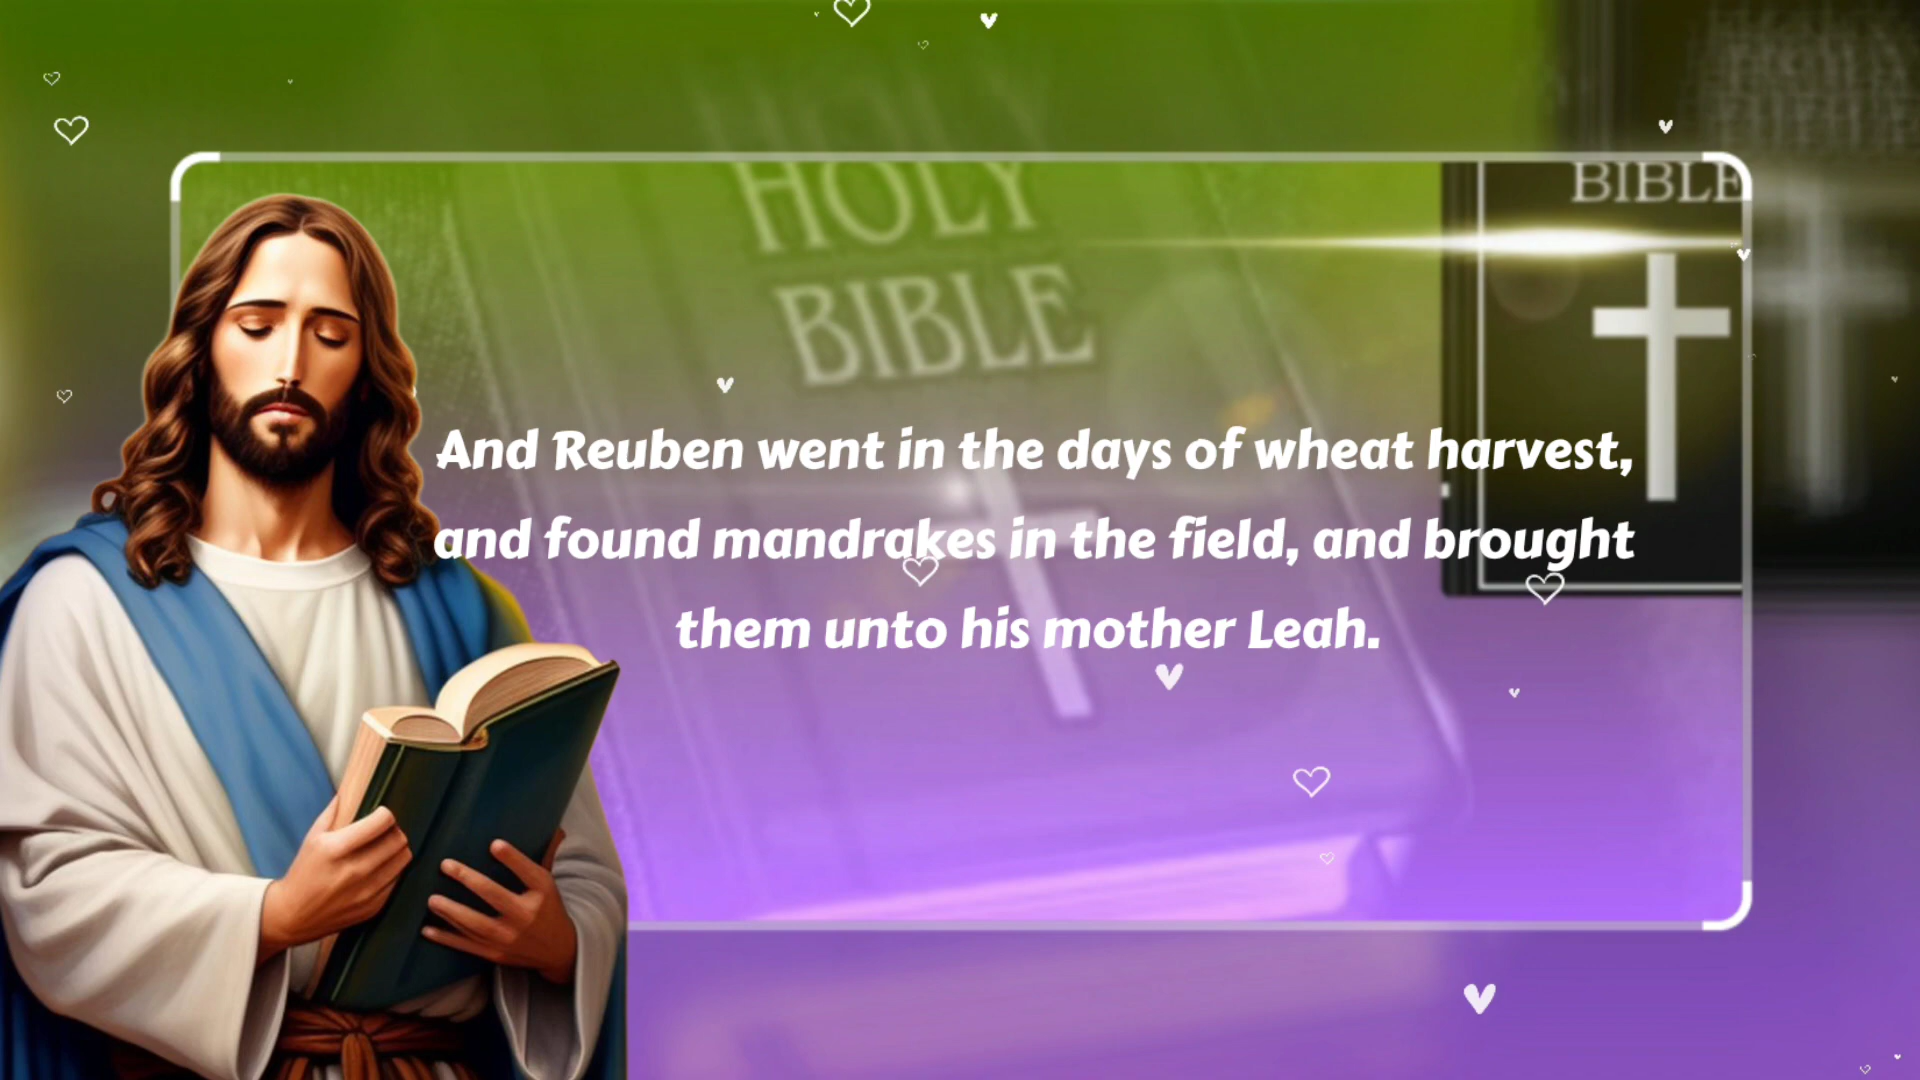 HOLY
BIBLE
BIBLE
And Reuben went in the days of wheat harvest,
and found mandrakes in the field, and brought
them unto his mother Leah.